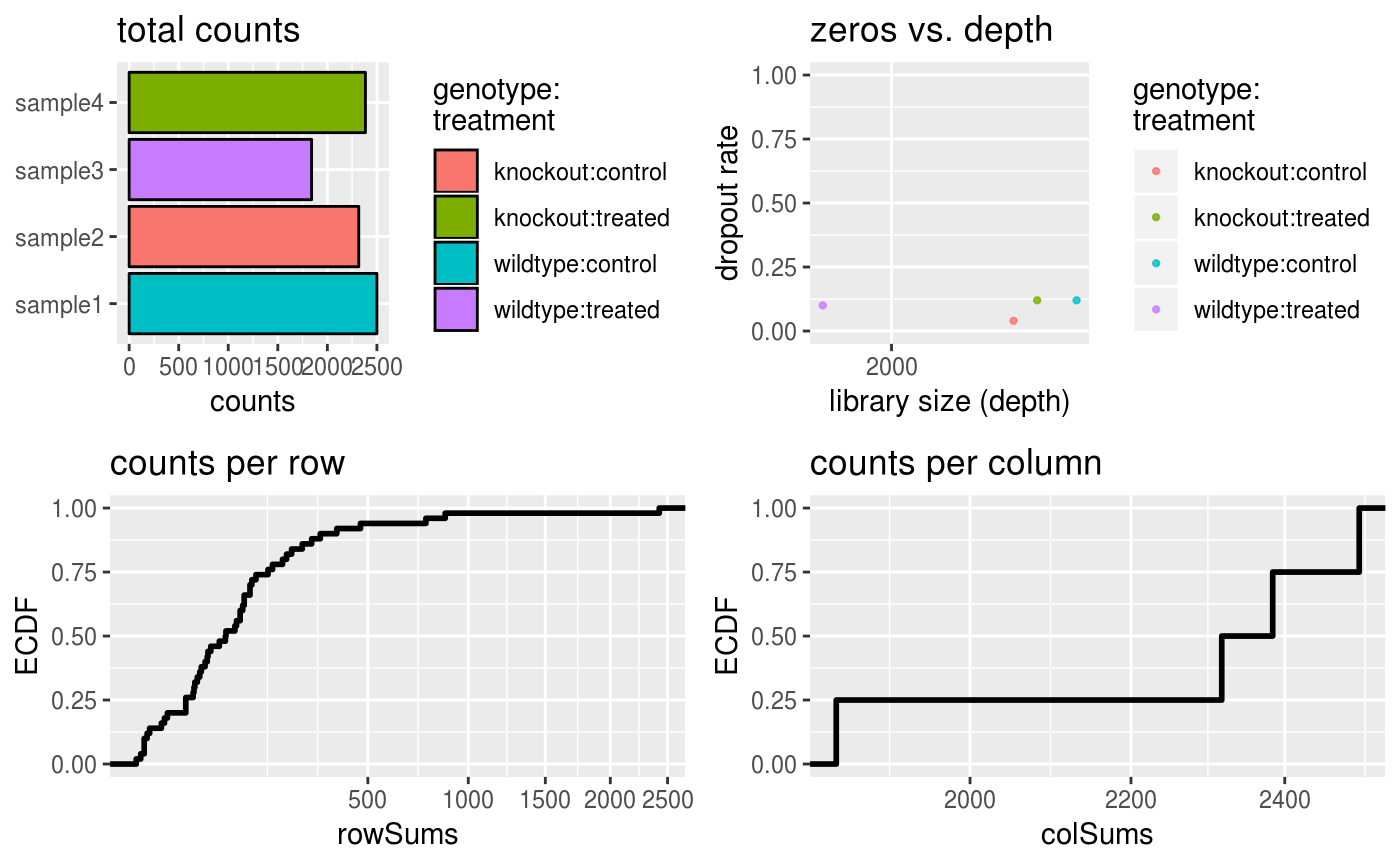 total counts
sample4
sample3
sample2
sample1
0 500 1000 1500 2000 2500
counts
genotype:
treatment
knockout:control
knockout:treated
wildtype:control
wildtype:treated
zeros vs. depth
dropout rate
1.00
0.75
0.50
0.25
0.00
2000
library size (depth)
genotype:
treatment
knockout:control
knockout:treated
wildtype:control
wildtype:treated
counts per row
ECDF
1.00
0.75
0.50
0.25
0.00
500 1000 1500 2000 2500
rowSums
counts per column
ECDF
1.00
0.75
0.50
0.25
0.00
2000 2200 2400
colSums